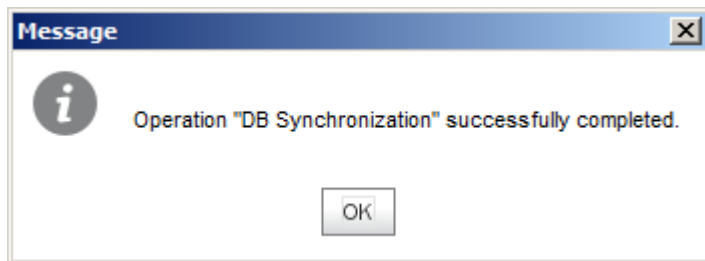 Message
Operation "DB Synchronization" successfully completed.
OK